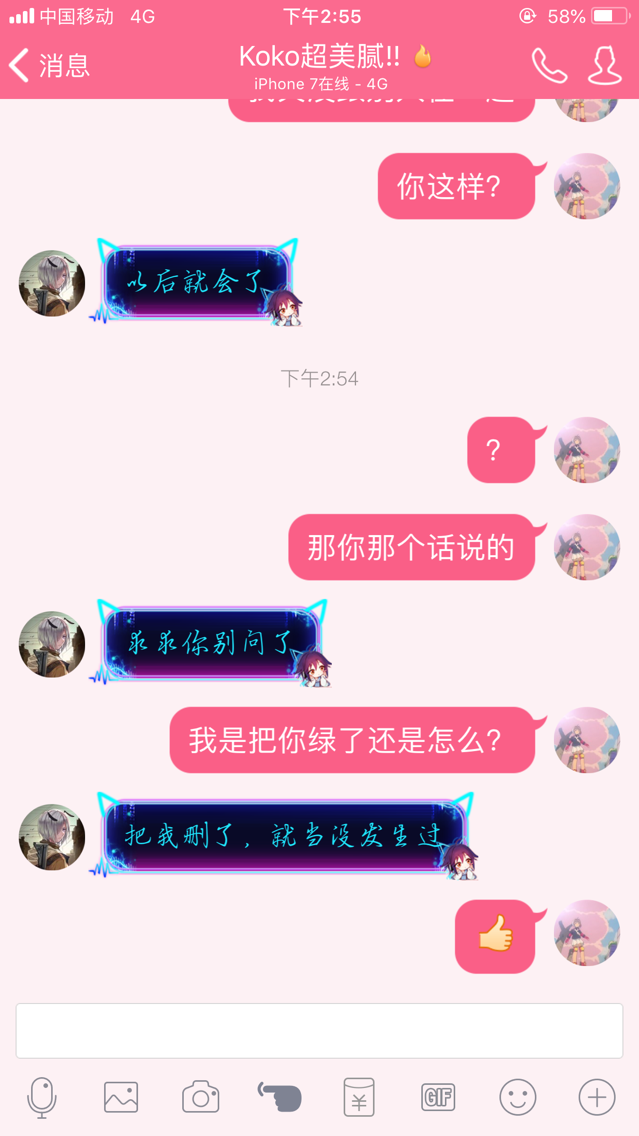 中国移动 4G 下午2:55 58%
消息 Koko超美腻!!
iPhone 7在线 - 4G
你这样?
以后就会了
下午2:54
?
那你那个话说的
求求你别问了
我是把你绿了还是怎么?
把我删了，就当没发生过
GIF